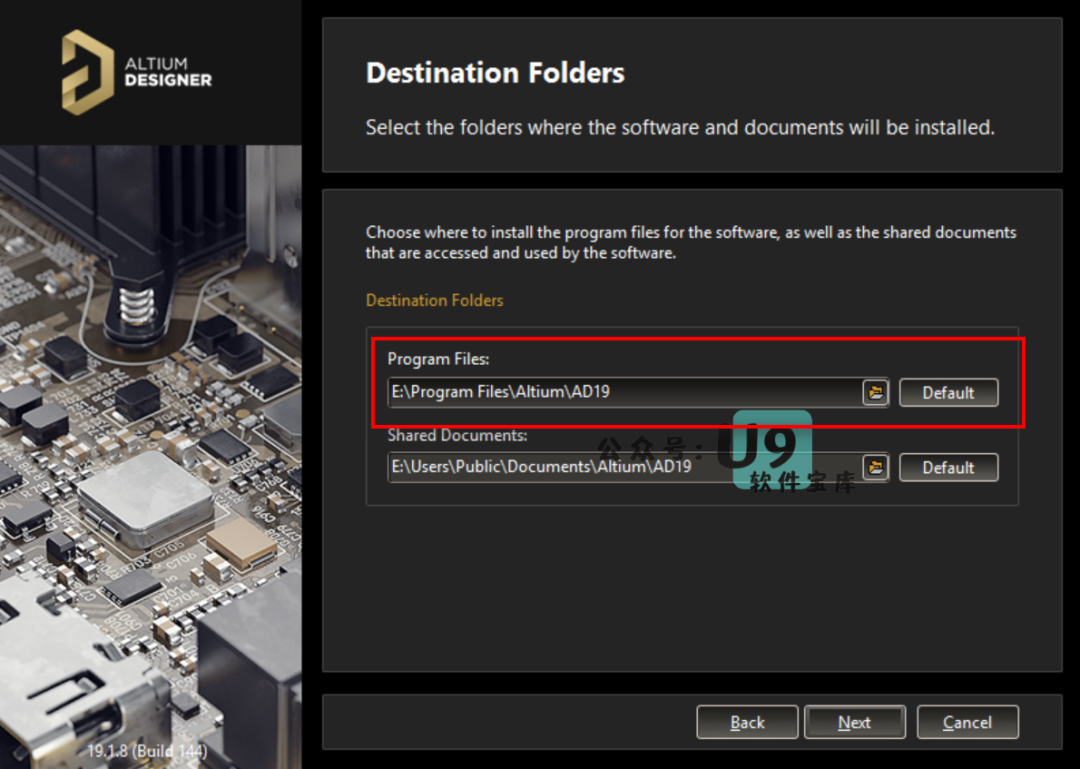 ALTIUM
DESIGNER
Destination Folders
Select the folders where the software and documents will be installed.
Choose where to install the program files for the software, as well as the shared documents
that are accessed and used by the software.
Destination Folders
Program Files:
E:\Program Files\Altium\AD19
Default
Shared Documents:
公众号：U9
软件宝库
E:\Users\Public\Documents\Altium\AD19
Default
Back
Next
Cancel
19.1.8 (Build 144)